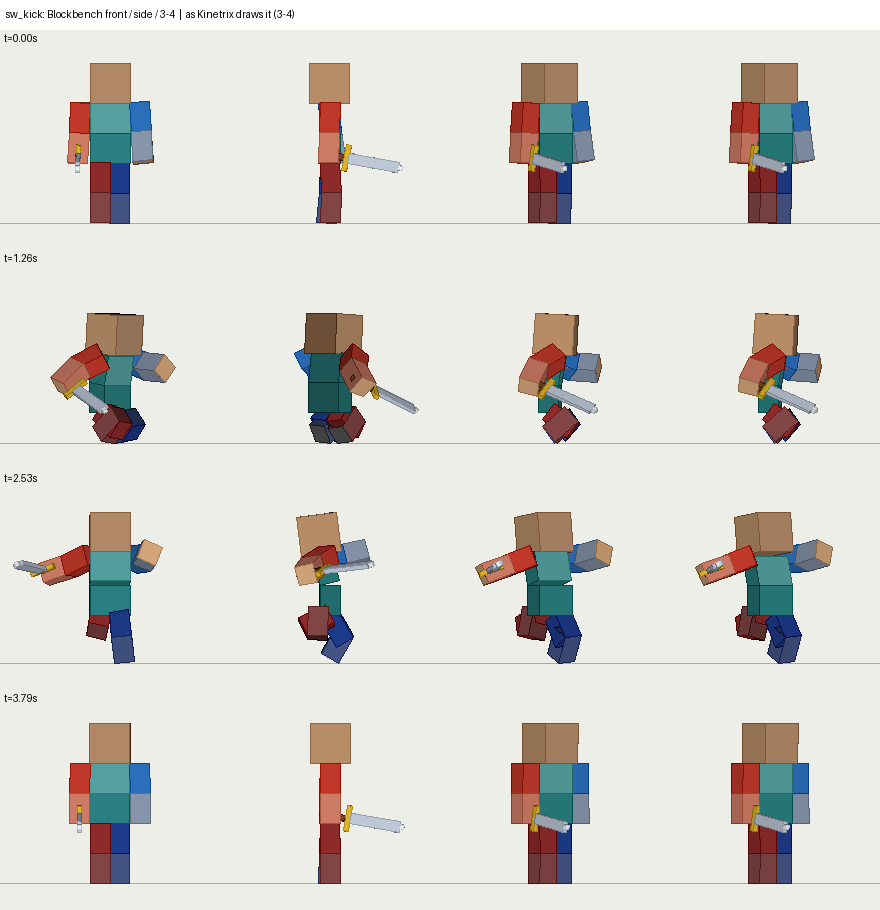 sw_kick: Blockbench front / side / 3-4 | as Kinetrix draws it (3-4)
t=0.00s
t=1.26s
t=2.53s
t=3.79s